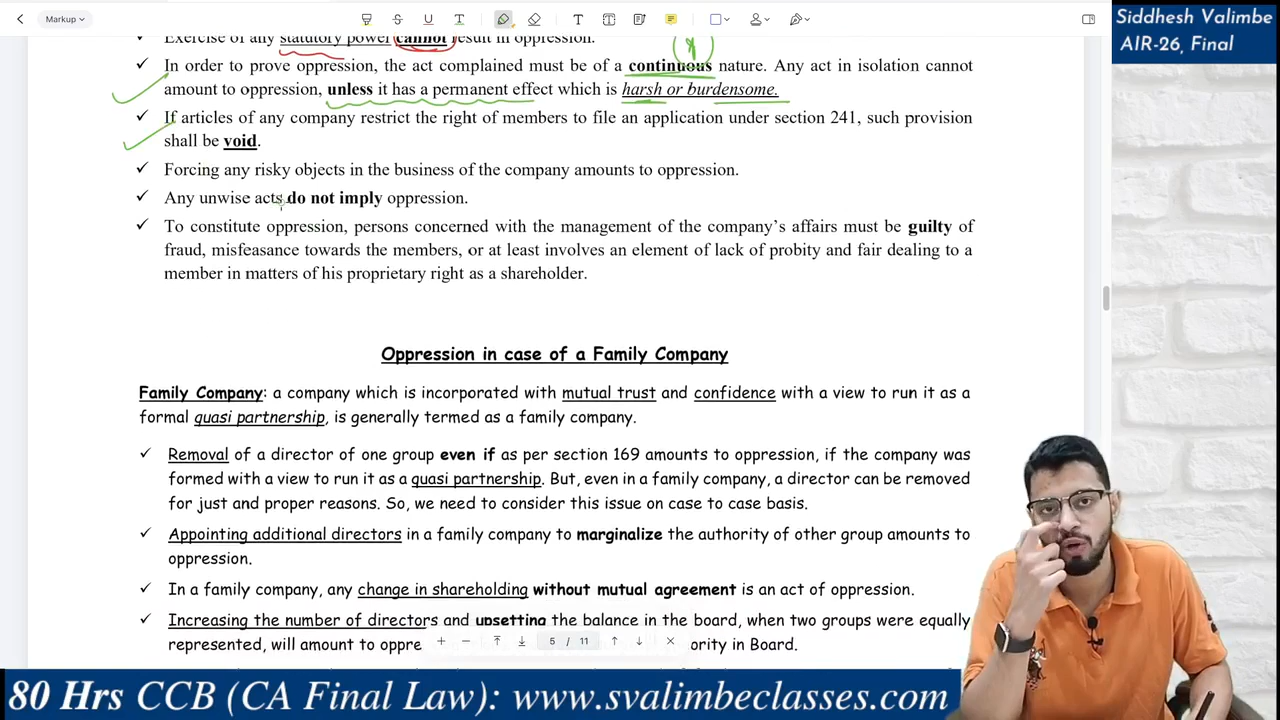 Markup
Siddhesh Valimbe
AIR-26, Final
Exercise of any statutory power cannot result in oppression.
In order to prove oppression, the act complained must be of a continuous nature. Any act in isolation cannot
amount to oppression, unless it has a permanent effect which is harsh or burdensome.
If articles of any company restrict the right of members to file an application under section 241, such provision
shall be void.
Forcing any risky objects in the business of the company amounts to oppression.
Any unwise acts do not imply oppression.
To constitute oppression, persons concerned with the management of the company's affairs must be guilty of
fraud, misfeasance towards the members, or at least involves an element of lack of probity and fair dealing to a
member in matters of his proprietary right as a shareholder.
Oppression in case of a Family Company
Family Company: a company which is incorporated with mutual trust and confidence with a view to run it as a
formal quasi partnership, is generally termed as a family company.
Removal of a director of one group even if as per section 169 amounts to oppression, if the company was
formed with a view to run it as a quasi partnership. But, even in a family company, a director can be removed
for just and proper reasons. So, we need to consider this issue on case to case basis.
Appointing additional directors in a family company to marginalize the authority of other group amounts to
oppression.
In a family company, any change in shareholding without mutual agreement is an act of oppression.
Increasing the number of directors and upsetting the balance in the board, when two groups were equally
represented, will amount to oppre
ority in Board.
5 / 11
80 Hrs CCB (CA Final Law): www.svalimbeclasses.com